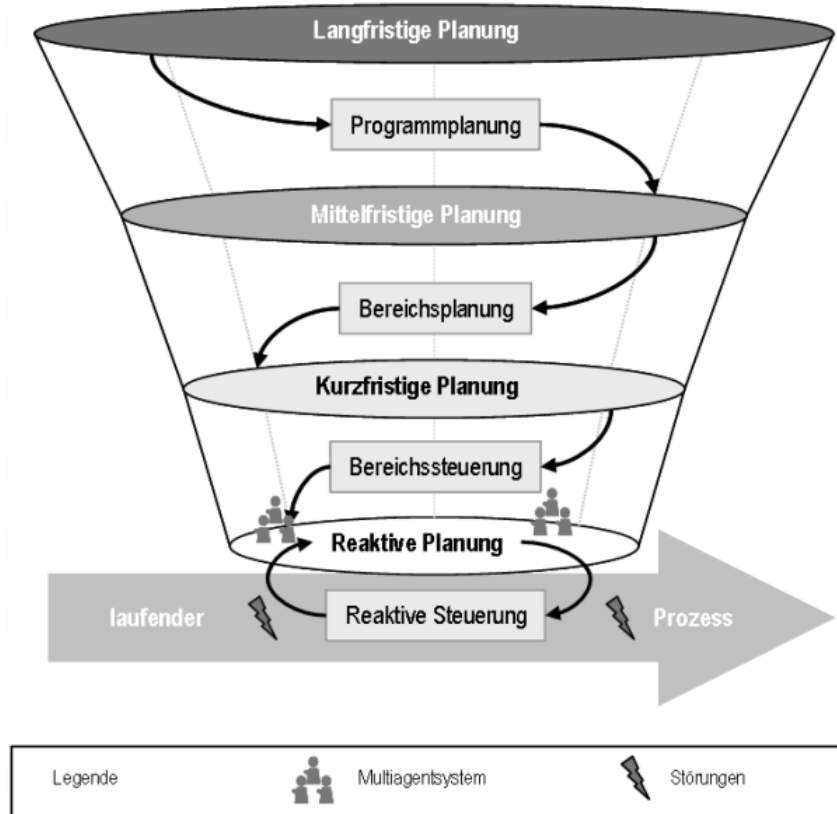 Langfristige Planung
Programmplanung
Mittelfristige Planung
Bereichsplanung
Kurzfristige Planung
Bereichssteuerung
Reaktive Planung
laufender
Reaktive Steuerung
Prozess
Legende
Multiagentsystem
Störungen